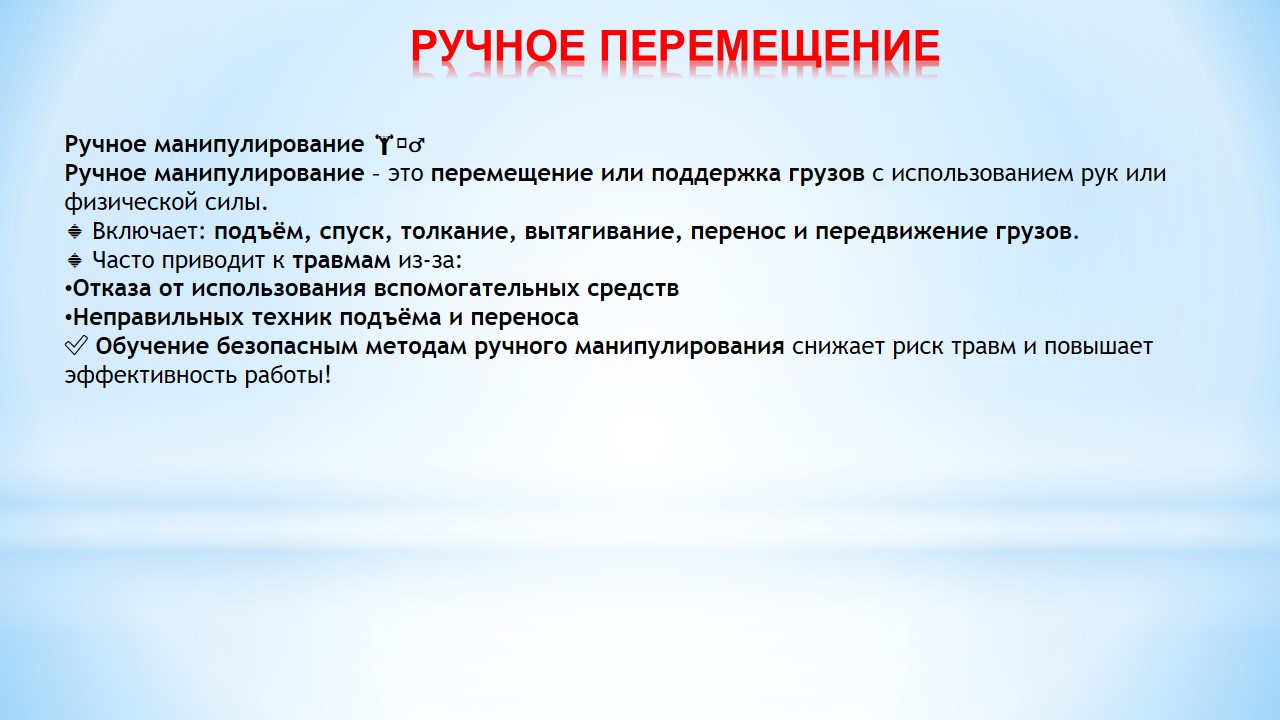 РУЧНОЕ ПЕРЕМЕЩЕНИЕ
Ручное манипулирование 🏋□♂
Ручное манипулирование – это перемещение или поддержка грузов с использованием рук или
физической силы.
🔹 Включает: подъём, спуск, толкание, вытягивание, перенос и передвижение грузов.
🔹 Часто приводит к травмам из-за:
•Отказа от использования вспомогательных средств
•Неправильных техник подъёма и переноса
✅ Обучение безопасным методам ручного манипулирования снижает риск травм и повышает
эффективность работы!